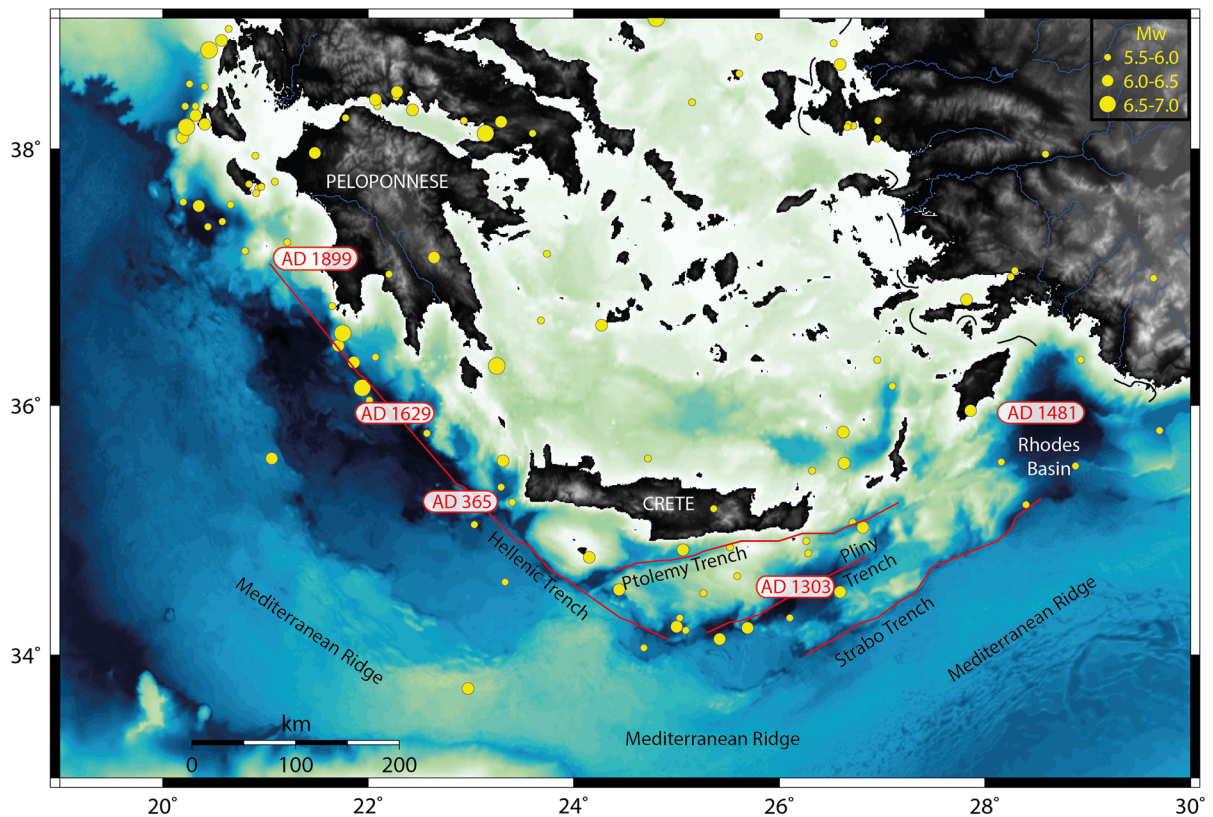 Mw
5.5-6.0
6.0-6.5
6.5-7.0
38°
PELOPONNESE
AD 1899
36°
AD 1629
AD 1481
Rhodes
Basin
AD 365
CRETE
Hellenic Trench
Ptolemy Trench
Pliny
Trench
AD 1303
Strabo Trench
Mediterranean Ridge
Mediterranean Ridge
34°
km
Mediterranean Ridge
0 100 200
20° 22° 24° 26° 28° 30°